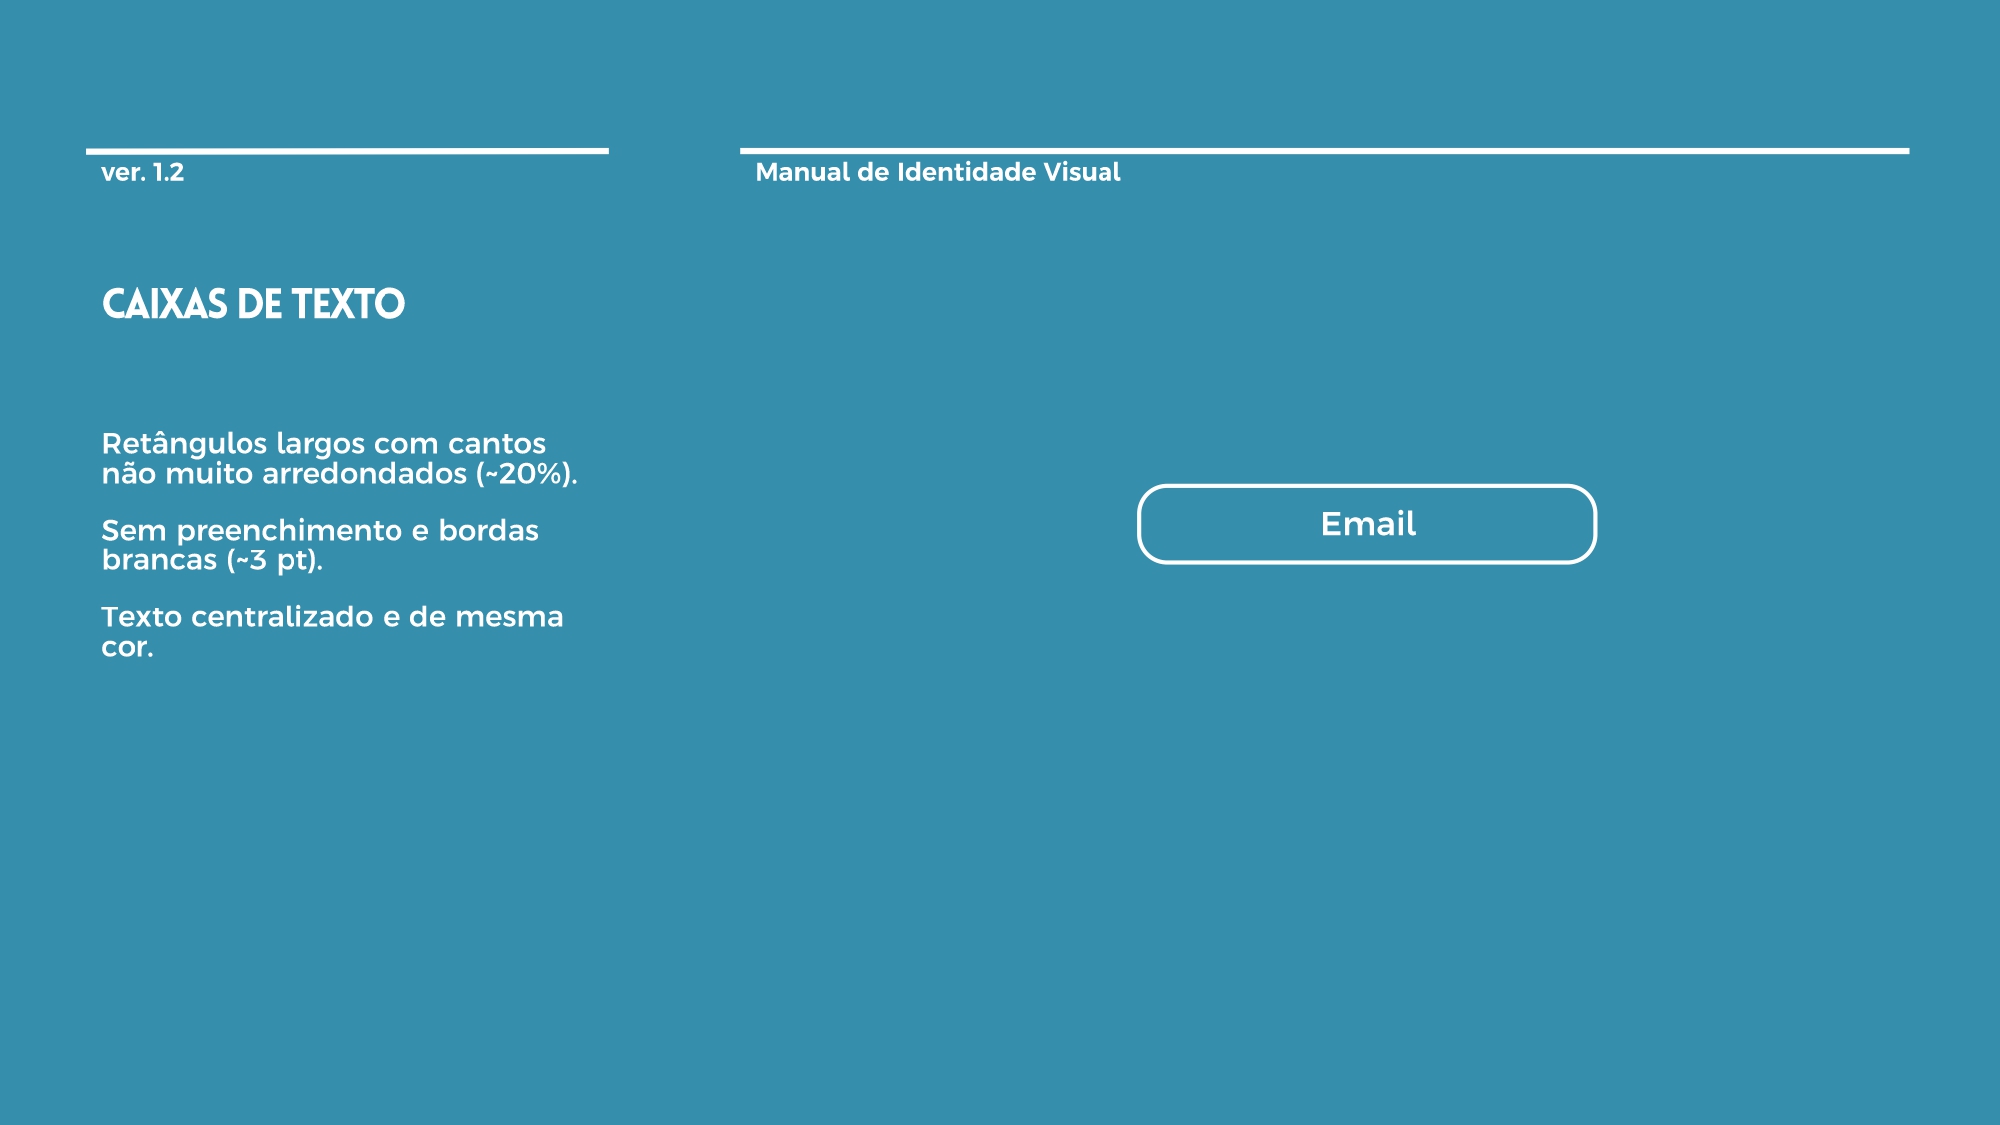 ver. 1.2
Manual de Identidade Visual
CAIXAS DE TEXTO
Retângulos largos com cantos
não muito arredondados (~20%).
Sem preenchimento e bordas
brancas (~3 pt).
Texto centralizado e de mesma
cor.
Email